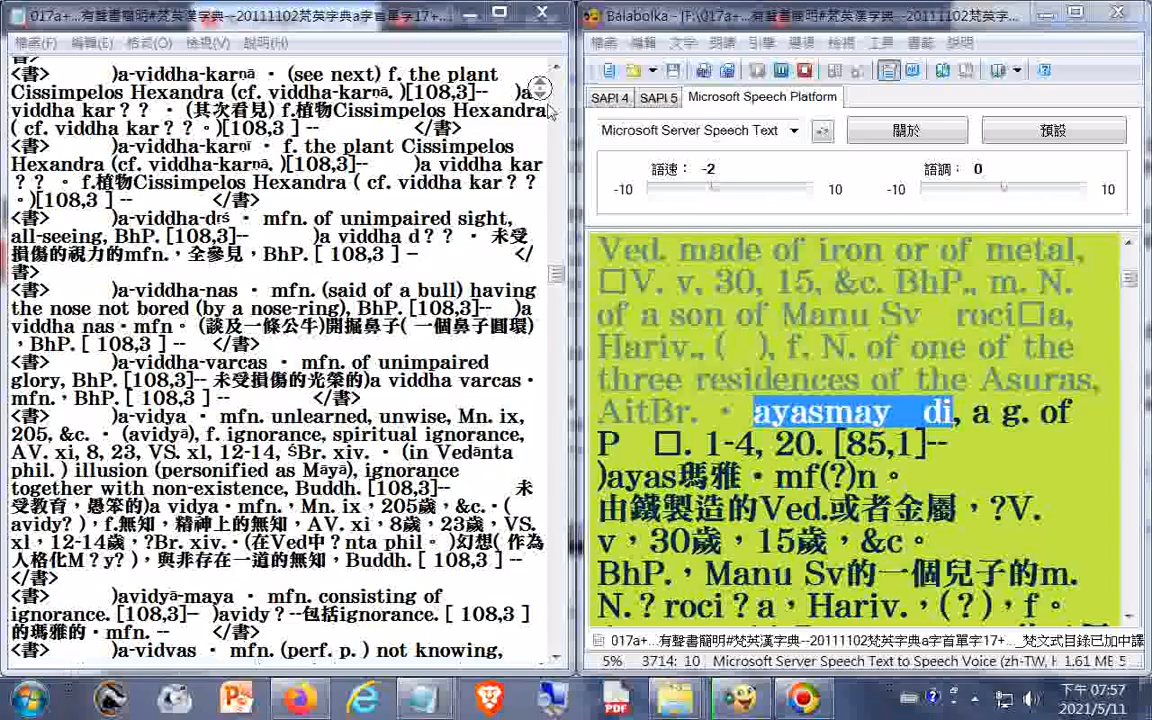 017a+...有聲書簡明#梵英漢字典--20111102梵英字典a字首單字17+...
檔案(F) 編輯(E) 格式(O) 檢視(V) 說明(H)
書>
<書> )a-viddha-karṇā · (see next) f. the plant
Cissimpelos Hexandra (cf. viddha-karṇa. )[108,3]-- )a
viddha kar？？ · (其次看見) f.植物Cissimpelos Hexandra
( cf. viddha kar？？。)[108,3 ] -- </書>
<書> )a-viddha-karṇī · f. the plant Cissimpelos
Hexandra (cf. viddha-karṇa. )[108,3]-- )a viddha kar
？？ 。 f.植物Cissimpelos Hexandra ( cf. viddha kar？？
。)[108,3 ] -- </書>
<書> )a-viddha-dṛś · mfn. of unimpaired sight,
all-seeing, BhP. [108,3]-- )a viddha d？？ · 未受
損傷的視力的mfn.，全參見，BhP. [ 108,3 ] -- </
書>
<書> )a-viddha-nas · mfn. (said of a bull) having
the nose not bored (by a nose-ring), BhP. [108,3]-- )a
viddha nas·mfn。(談及一條公牛)開掘鼻子( 一個鼻子圓環)
，BhP. [ 108,3 ] -- </書>
<書> )a-viddha-varcas · mfn. of unimpaired
glory, BhP. [108,3]-- 未受損傷的光榮的)a viddha varcas·
mfn.，BhP. [ 108,3 ] -- </書>
<書> )a-vidya · mfn. unlearned, unwise, Mn. ix,
205, &c. · (avidyā), f. ignorance, spiritual ignorance,
AV. xi, 8, 23, VS. xl, 12-14, ŚBr. xiv. · (in Vedānta
phil. ) illusion (personified as Māyā), ignorance
together with non-existence, Buddh. [108,3]-- 未
受教育，愚笨的)a vidya·mfn.，Mn. ix，205歲，&c.·(
avidy？)，f.無知，精神上的無知，AV. xi，8歲，23歲，VS.
xl，12-14歲，?Br. xiv.·(在Ved中？nta phil。)幻想( 作為
人格化M？y？)，與非存在一道的無知，Buddh. [ 108,3 ] --
</書>
<書> )avidyā-maya · mfn. consisting of
ignorance. [108,3]-- )avidy？--包括ignorance. [ 108,3 ]
的瑪雅的·mfn. -- </書>
<書> )a-vidvas · mfn. (perf. p. ) not knowing,
Balabolka - [F:\017a+...有聲書簡明#梵英漢字典--20111102梵英字...
檔案 編輯 文字 朗讀 引擎 選項 檢視 工具 書籤 說明
SAPI 4 SAPI 5 Microsoft Speech Platform
Microsoft Server Speech Text 關於 預設
語速： -2 語調： 0
-10 10 -10 10
Ved. made of iron or of metal,
□V. v, 30, 15, &c. BhP., m. N.
of a son of Manu Sv roci□a,
Hariv., ( ), f. N. of one of the
three residences of the Asuras,
AitBr. · ayasmay di, a g. of
P □. 1-4, 20. [85,1]--
)ayas瑪雅·mf(?)n。
由鐵製造的Ved.或者金屬，?V.
v，30歲，15歲，&c。
BhP.，Manu Sv的一個兒子的m.
N.？roci？a，Hariv.，(？)，f。
017a+...有聲書簡明#梵英漢字典--20111102梵英字典a字首單字17+..._梵文式目錄已加中譯
5% 3714: 10 Microsoft Server Speech Text to Speech Voice (zh-TW, H 1.61 MB
下午 07:57
2021/5/11